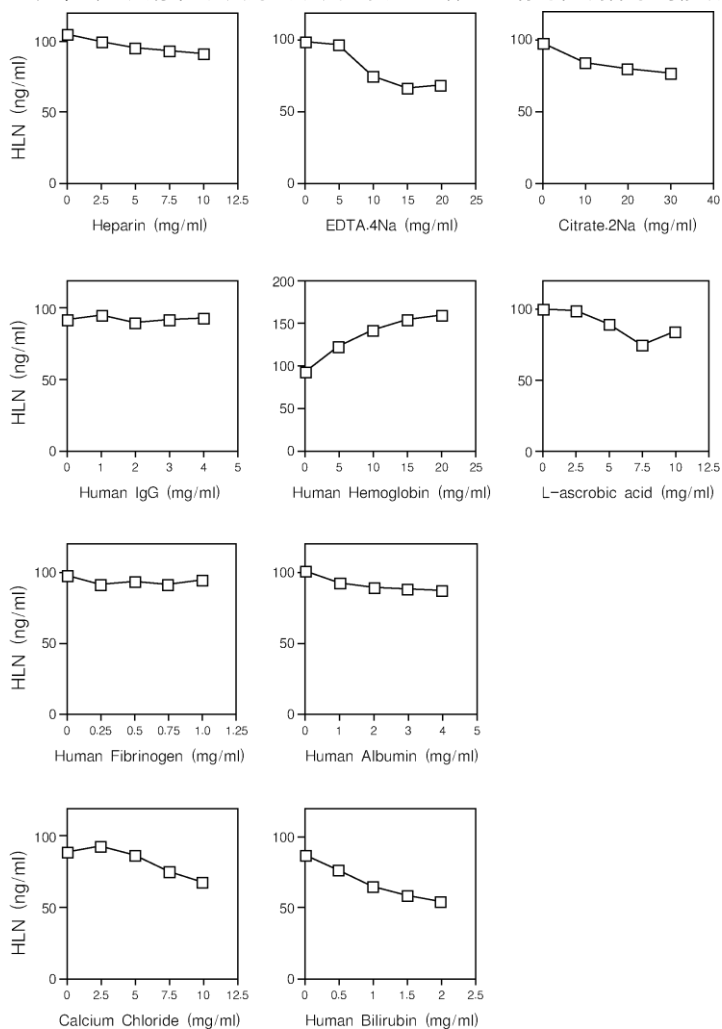 100 100 100
50 50 50
0 0 0
HLN (ng/ml)
0 2.5 5 7.5 10 12.5 0 5 10 15 20 25 0 10 20 30 40
Heparin (mg/ml) EDTA.4Na (mg/ml) Citrate.2Na (mg/ml)
200
100 150 100
100
50 50 50
0 0 0
HLN (ng/ml)
0 1 2 3 4 5 0 5 10 15 20 25 0 2.5 5 7.5 10 12.5
Human IgG (mg/ml) Human Hemoglobin (mg/ml) L-ascrobic acid (mg/ml)
100 100
50 50
0 0
HLN (ng/ml)
0 0.25 0.5 0.75 1.0 1.25 0 1 2 3 4 5
Human Fibrinogen (mg/ml) Human Albumin (mg/ml)
100 100
50 50
0 0
HLN (ng/ml)
0 2.5 5 7.5 10 12.5 0 0.5 1 1.5 2 2.5
Calcium Chloride (mg/ml) Human Bilirubin (mg/ml)